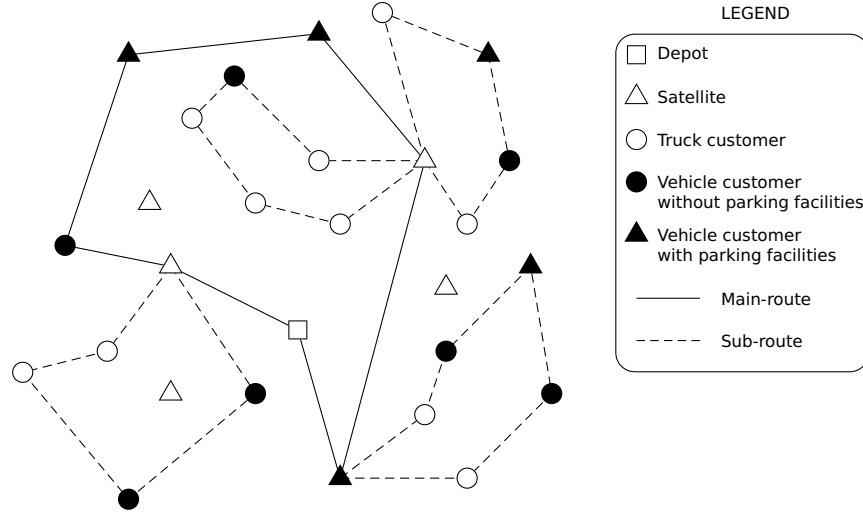 LEGEND
Depot
Satellite
Truck customer
Vehicle customer
without parking facilities
Vehicle customer
with parking facilities
Main-route
Sub-route